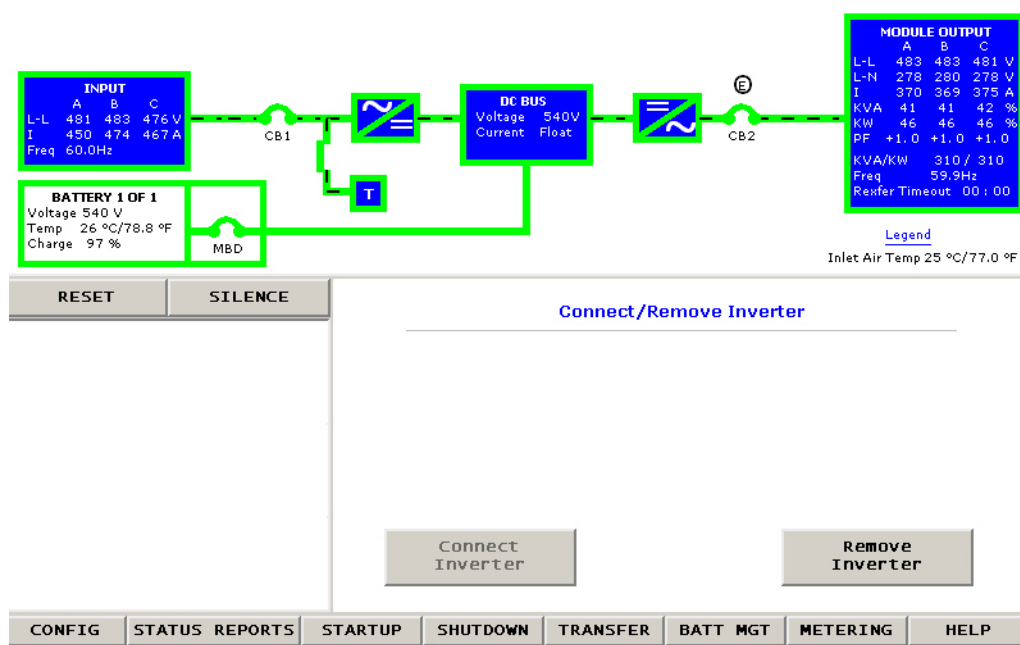 INPUT
A B C
L-L 481 483 476 V
I 450 474 467 A
Freq 60.0Hz
CB1
DC BUS
Voltage 540V
Current Float
E
CB2
MODULE OUTPUT
A B C
L-L 483 483 481 V
L-N 278 280 278 V
I 370 369 375 A
KVA 41 41 42 %
KW 46 46 46 %
PF +1.0 +1.0 +1.0
KVA/KW 310 / 310
Freq 59.9Hz
Rexfer Timeout 00:00
T
BATTERY 1 OF 1
Voltage 540 V
Temp 26 ºC/78.8 ºF
Charge 97 %
MBD
Legend
Inlet Air Temp 25 ºC/77.0 ºF
RESET
SILENCE
Connect/Remove Inverter
Connect
Inverter
Remove
Inverter
CONFIG STATUS REPORTS STARTUP SHUTDOWN TRANSFER BATT MGT METERING HELP